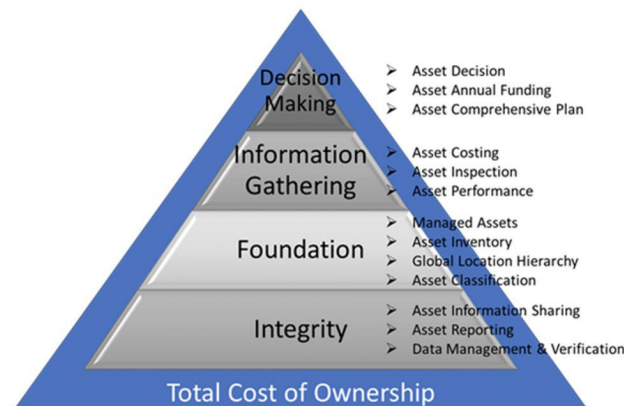 Decision
Making
➢ Asset Decision
➢ Asset Annual Funding
➢ Asset Comprehensive Plan
Information
Gathering
➢ Asset Costing
➢ Asset Inspection
➢ Asset Performance
Foundation
➢ Managed Assets
➢ Asset Inventory
➢ Global Location Hierarchy
➢ Asset Classification
Integrity
➢ Asset Information Sharing
➢ Asset Reporting
➢ Data Management & Verification
Total Cost of Ownership